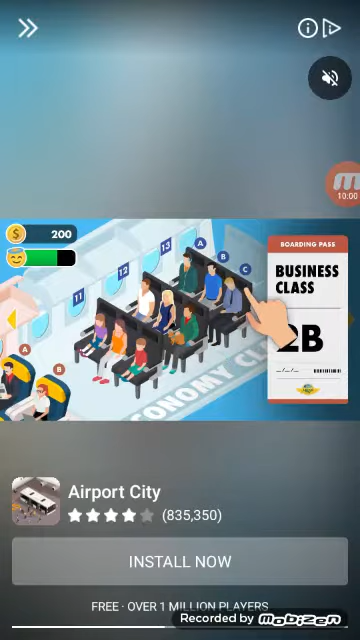 10:00
200
BOARDING PASS
BUSINESS
CLASS
2B
11
12
13
A
B
C
A
B
ECONOMY CL
Airport City
(835,350)
INSTALL NOW
FREE · OVER 1 MILLION PLAYERS
Recorded by MOBIZEN